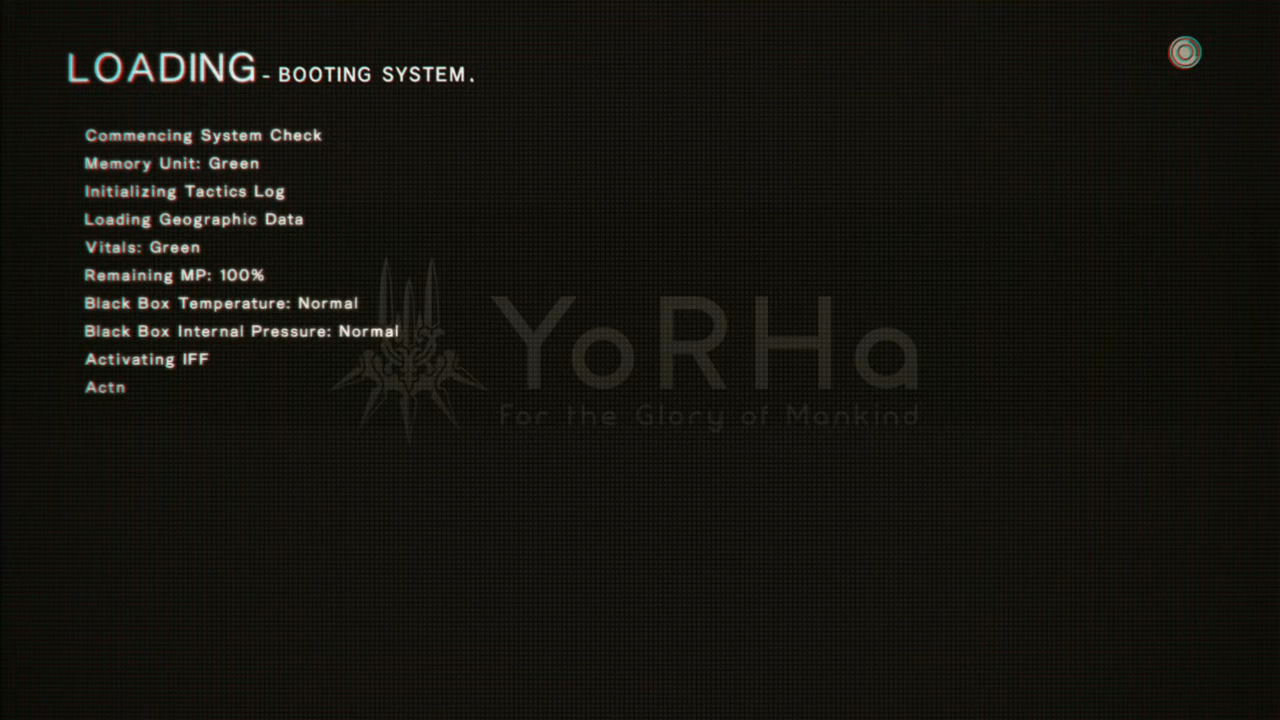 LOADING - BOOTING SYSTEM.
Commencing System Check
Memory Unit: Green
Initializing Tactics Log
Loading Geographic Data
Vitals: Green
Remaining MP: 100%
Black Box Temperature: Normal
Black Box Internal Pressure: Normal
Activating IFF
Actn
YoRHa
For the Glory of Mankind